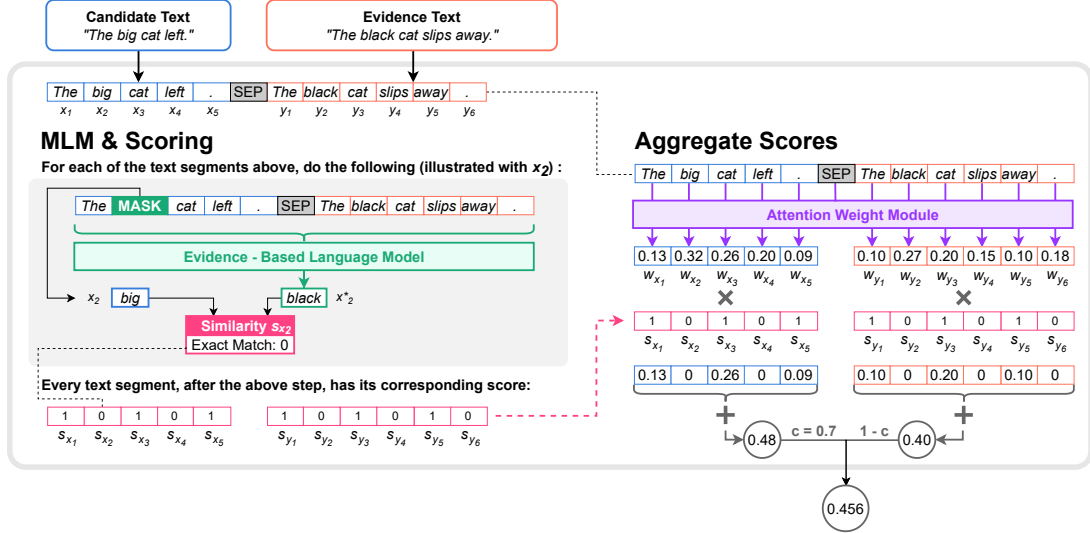 Candidate Text
"The big cat left."
Evidence Text
"The black cat slips away."
The big cat left . SEP The black cat slips away .
x1 x2 x3 x4 x5 y1 y2 y3 y4 y5 y6
MLM & Scoring
For each of the text segments above, do the following (illustrated with x2) :
The MASK cat left . SEP The black cat slips away .
Evidence - Based Language Model
x2 big black x*2
Similarity sx2
Exact Match: 0
Every text segment, after the above step, has its corresponding score:
1 0 1 0 1 1 0 1 0 1 0
sx1 sx2 sx3 sx4 sx5 sy1 sy2 sy3 sy4 sy5 sy6
Aggregate Scores
The big cat left . SEP The black cat slips away .
Attention Weight Module
0.13 0.32 0.26 0.20 0.09 0.10 0.27 0.20 0.15 0.10 0.18
wx1 wx2 wx3 wx4 wx5 wy1 wy2 wy3 wy4 wy5 wy6
× ×
1 0 1 0 1 1 0 1 0 1 0
sx1 sx2 sx3 sx4 sx5 sy1 sy2 sy3 sy4 sy5 sy6
0.13 0 0.26 0 0.09 0.10 0 0.20 0 0.10 0
+ +
0.48 c = 0.7 1 - c 0.40
0.456